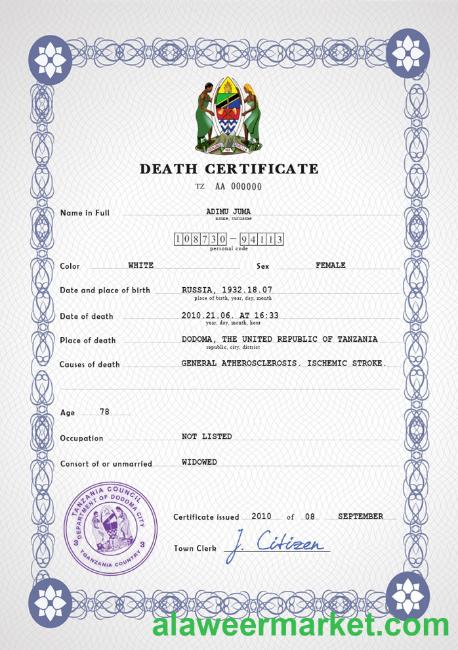 DEATH CERTIFICATE
TZ AA 000000
Name in Full ADIMU JUMA
name, surname
108730-94113
personal code
Color WHITE Sex FEMALE
Date and place of birth RUSSIA, 1932.18.07
place of birth, year, day, month
Date of death 2010.21.06. AT 16:33
year, day, month, hour
Place of death DODOMA, THE UNITED REPUBLIC OF TANZANIA
republic, city, district
Causes of death GENERAL ATHEROSCLEROSIS. ISCHEMIC STROKE.
Age 78
Occupation NOT LISTED
Consort of or unmarried WIDOWED
TANZANIA COUNCIL
DEPARTMENT OF DODOMA CITY
3 3
TGANZANIA COUNTRY
Certificate issued 2010 of 08 SEPTEMBER
Town Clerk J. Citizen
alaweermarket.com